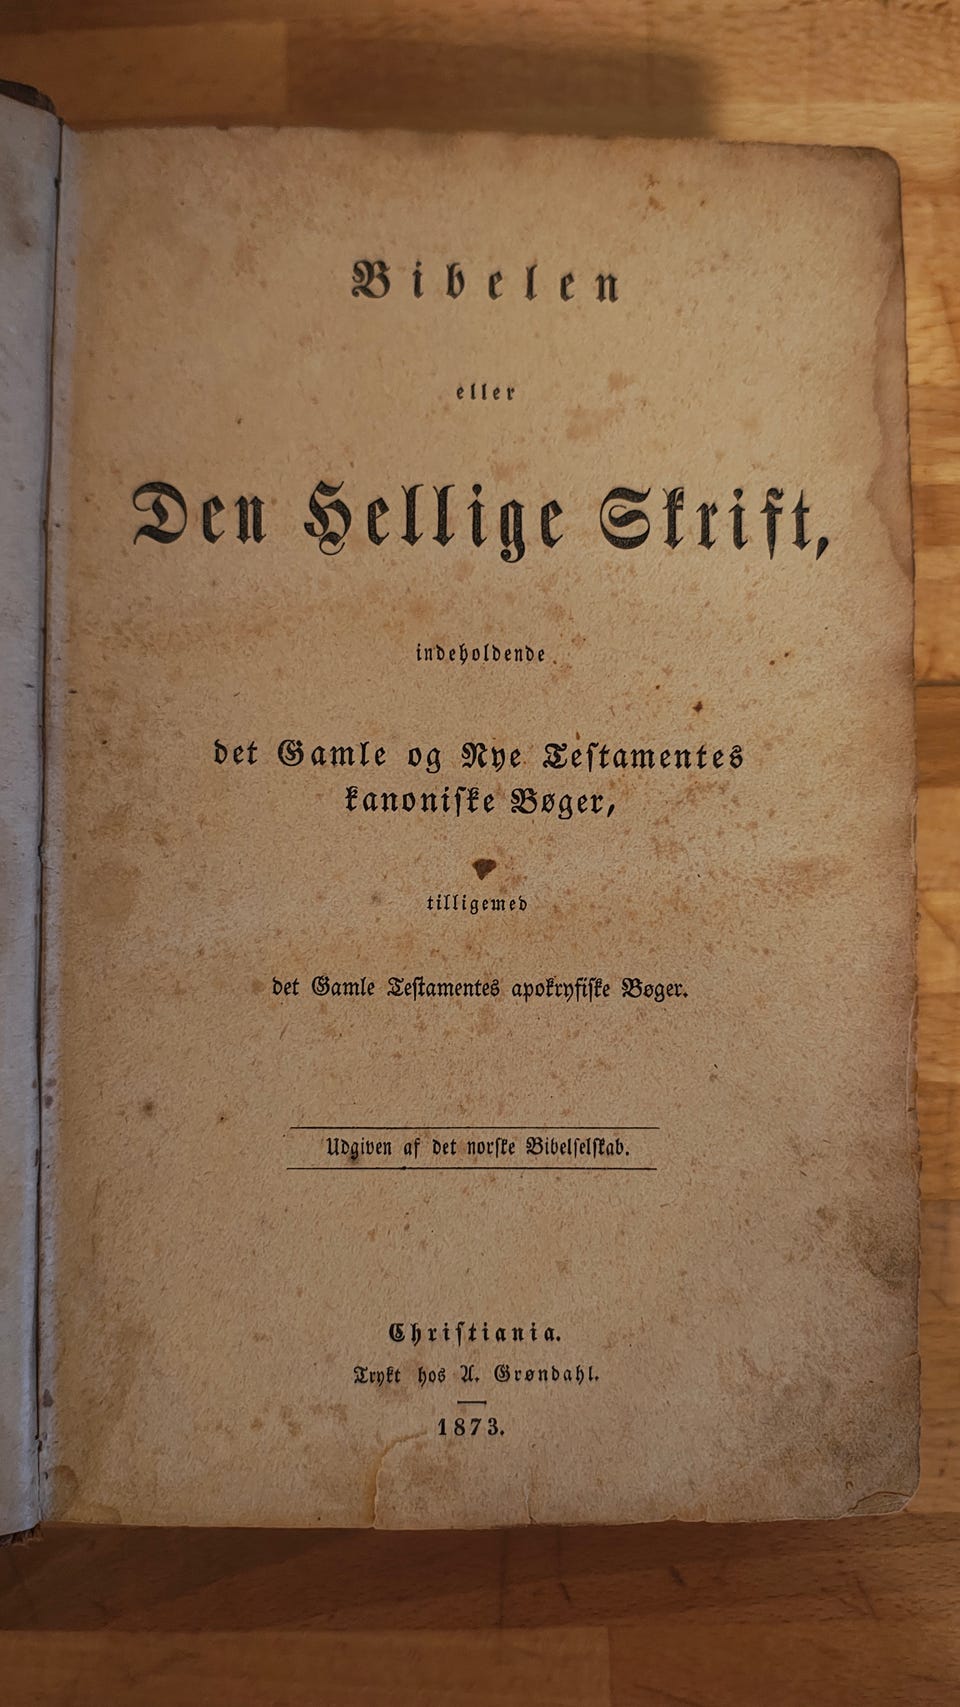 Bibelen
eller
Den Hellige Skrift,
indeholdende
det Gamle og Nye Testamentes
kanoniske Bøger,
tilligemed
det Gamle Testamentes apokryfiske Bøger.
Udgiven af det norske Bibelselskab.
Christiania.
Trykt hos A. Grøndahl.
1873.